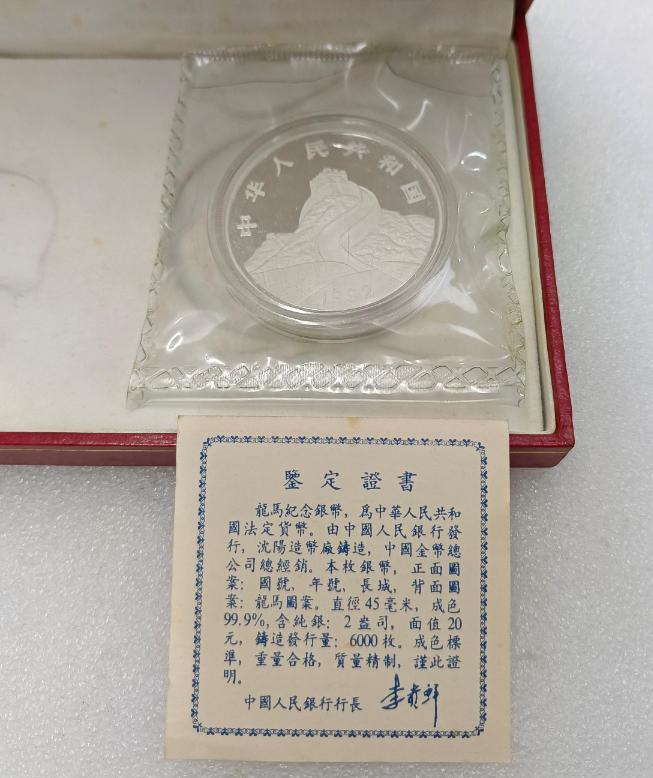 中华人民共和国
1992
鑒定證書
龍馬紀念銀幣，爲中華人民共和
國法定貨幣。由中國人民銀行發
行，沈陽造幣廠鑄造，中國金幣總
公司總經銷。本枚銀幣，正面圖
案：國號，年號，長城，背面圖
案：龍馬圖案。直徑45毫米，成色
99.9%，含純銀：2盎司，面值20
元，鑄造發行量：6000枚。成色標
準，重量合格，質量精制，謹此證
明。
中國人民銀行行長 李貴鲜